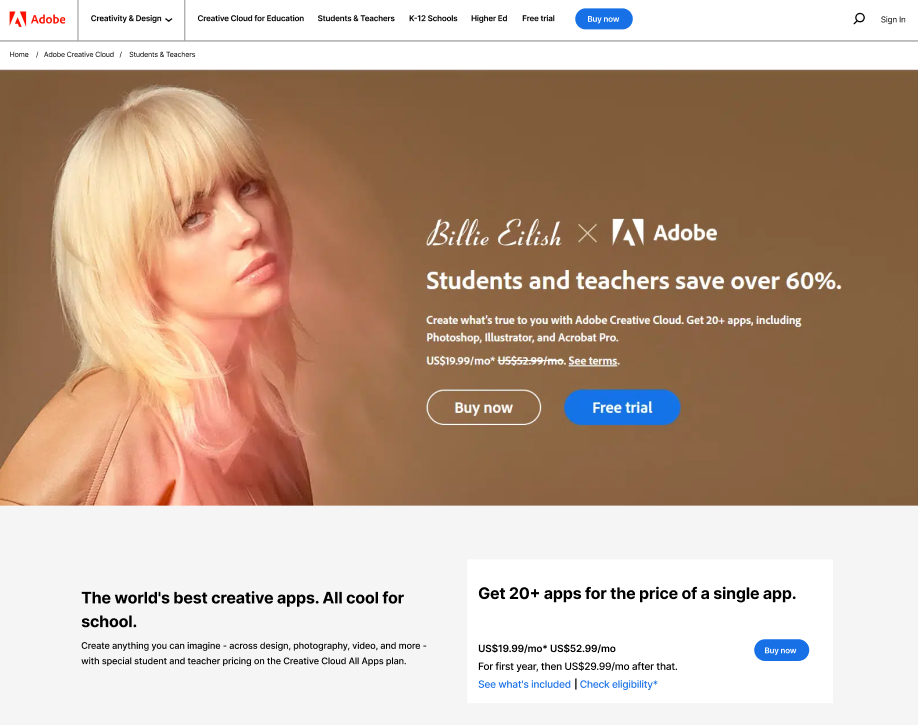 Adobe
Creativity & Design
Creative Cloud for Education
Students & Teachers
K-12 Schools
Higher Ed
Free trial
Buy now
Sign In
Home / Adobe Creative Cloud / Students & Teachers
Billie Eilish × Adobe
Students and teachers save over 60%.
Create what's true to you with Adobe Creative Cloud. Get 20+ apps, including
Photoshop, Illustrator, and Acrobat Pro.
US$19.99/mo* US$52.99/mo. See terms.
Buy now
Free trial
The world's best creative apps. All cool for
school.
Create anything you can imagine - across design, photography, video, and more -
with special student and teacher pricing on the Creative Cloud All Apps plan.
Get 20+ apps for the price of a single app.
US$19.99/mo* US$52.99/mo
For first year, then US$29.99/mo after that.
See what's included | Check eligibility*
Buy now